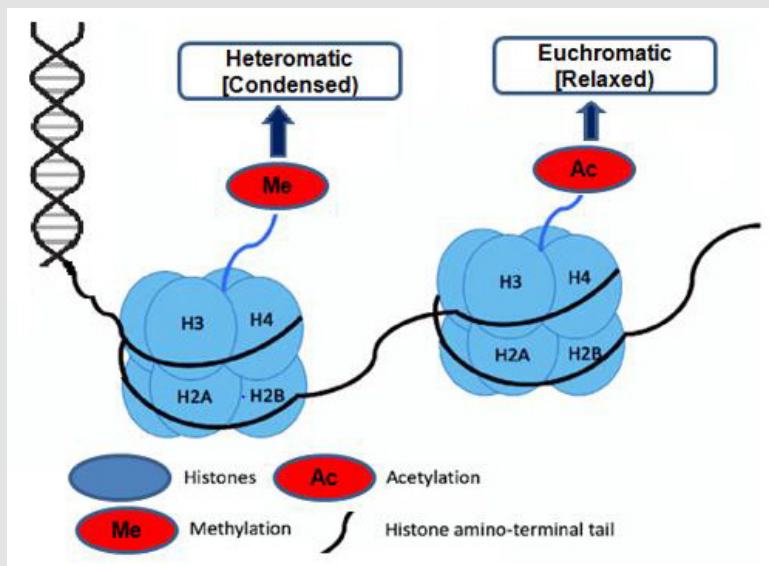 Heteromatic
[Condensed)
Euchromatic
[Relaxed)
Me
Ac
H3
H4
H2A
H2B
H3
H4
H2A
H2B
Histones
Ac
Acetylation
Me
Methylation
Histone amino-terminal tail